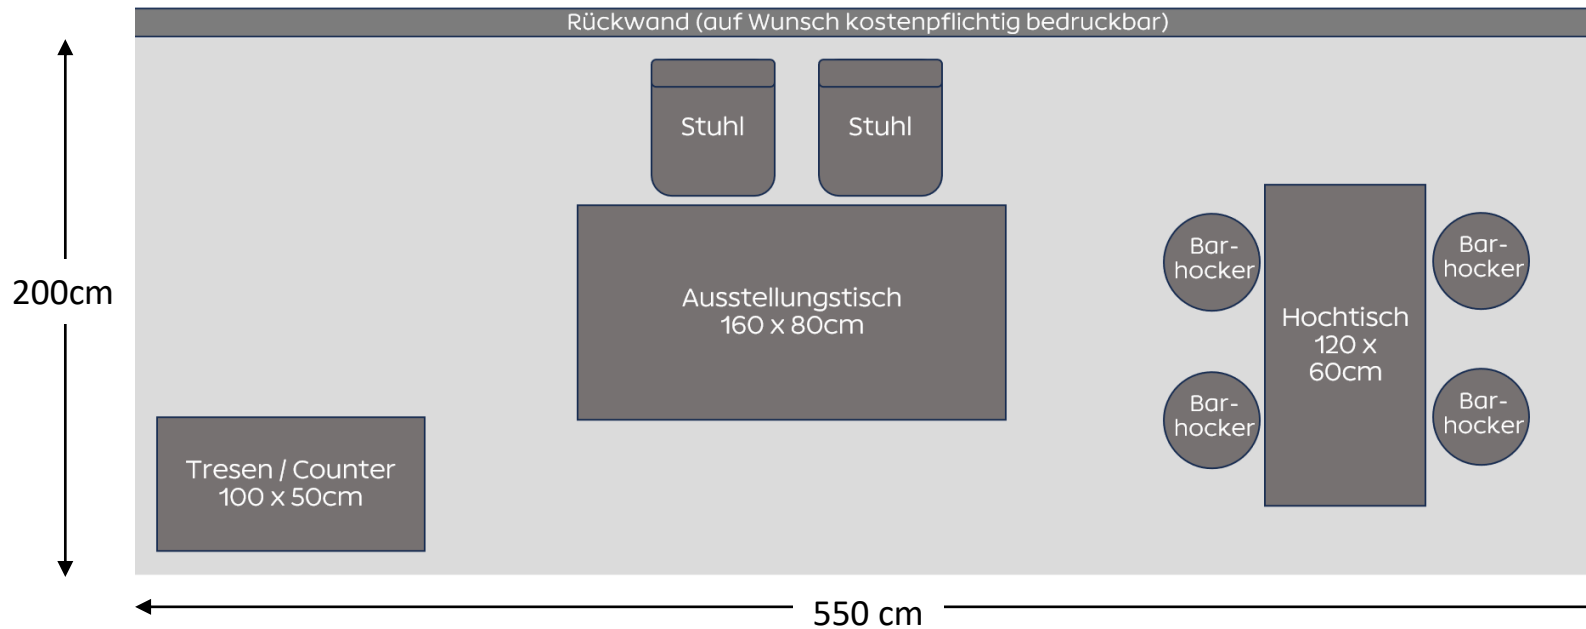 Rückwand (auf Wunsch kostenpflichtig bedruckbar)
Stuhl
Stuhl
200cm
Ausstellungstisch
160 x 80cm
Bar-
hocker
Bar-
hocker
Hochtisch
120 x
60cm
Bar-
hocker
Bar-
hocker
Tresen / Counter
100 x 50cm
550 cm